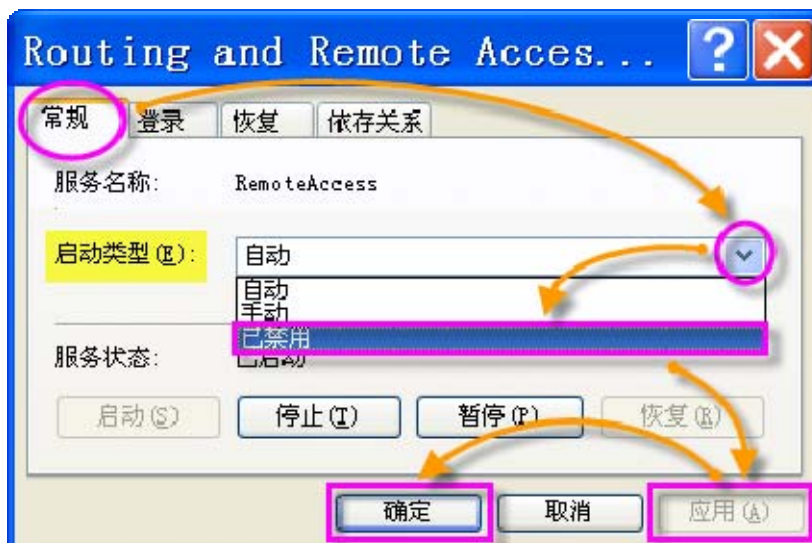 Routing and Remote Acces...
常规 登录 恢复 依存关系
服务名称: RemoteAccess
启动类型(E): 自动
自动
手动
已禁用
服务状态: 已启动
启动(S) 停止(T) 暂停(P) 恢复(R)
确定 取消 应用(A)